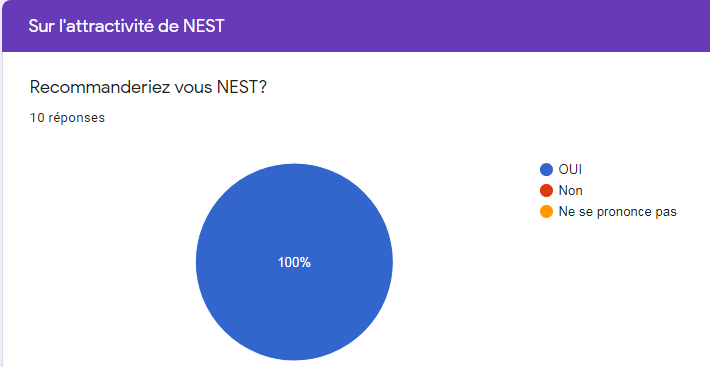 Sur l'attractivité de NEST
Recommanderiez vous NEST?
10 réponses
OUI
Non
Ne se prononce pas
100%